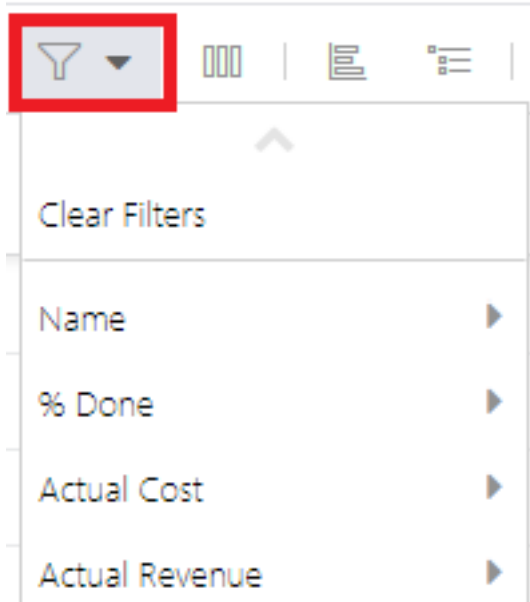 Clear Filters
Name
% Done
Actual Cost
Actual Revenue